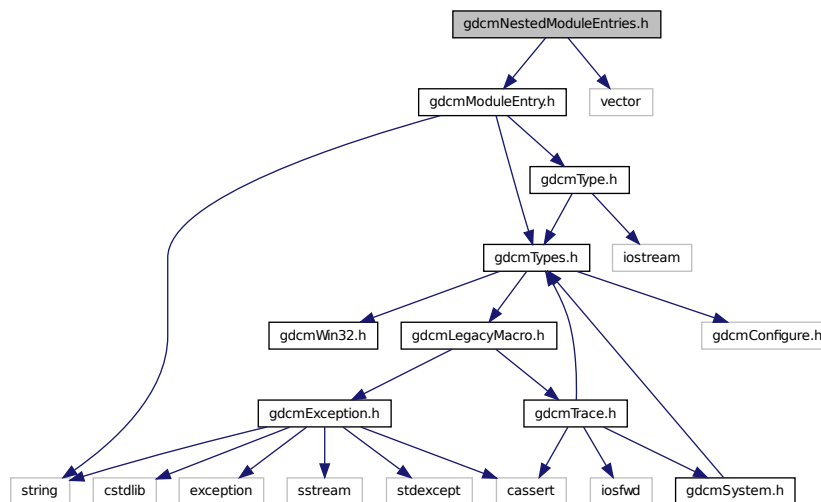 gdcmNestedModuleEntries.h
gdcmModuleEntry.h
vector
gdcmType.h
gdcmTypes.h
iostream
gdcmWin32.h
gdcmLegacyMacro.h
gdcmConfigure.h
gdcmException.h
gdcmTrace.h
string
cstdlib
exception
sstream
stdexcept
cassert
iosfwd
gdcmSystem.h